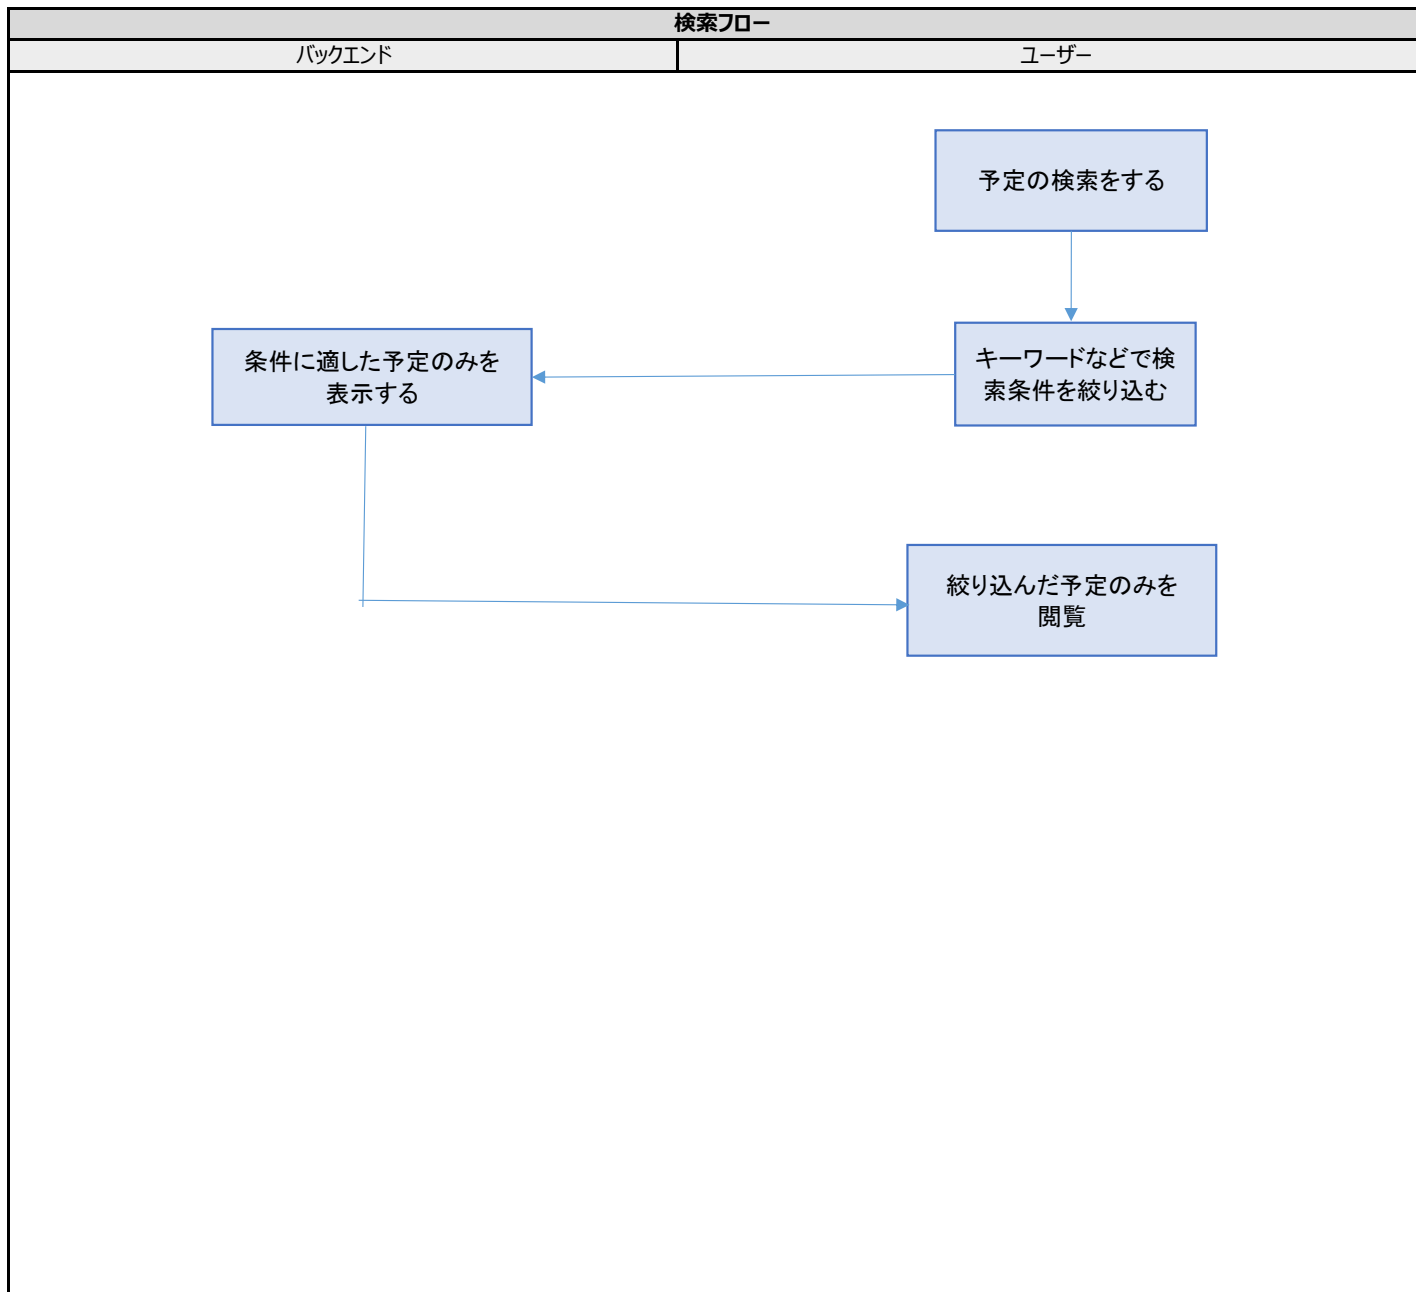 検索フロー
バックエンド
ユーザー
予定の検索をする
条件に適した予定のみを
表示する
キーワードなどで検
索条件を絞り込む
絞り込んだ予定のみを
閲覧